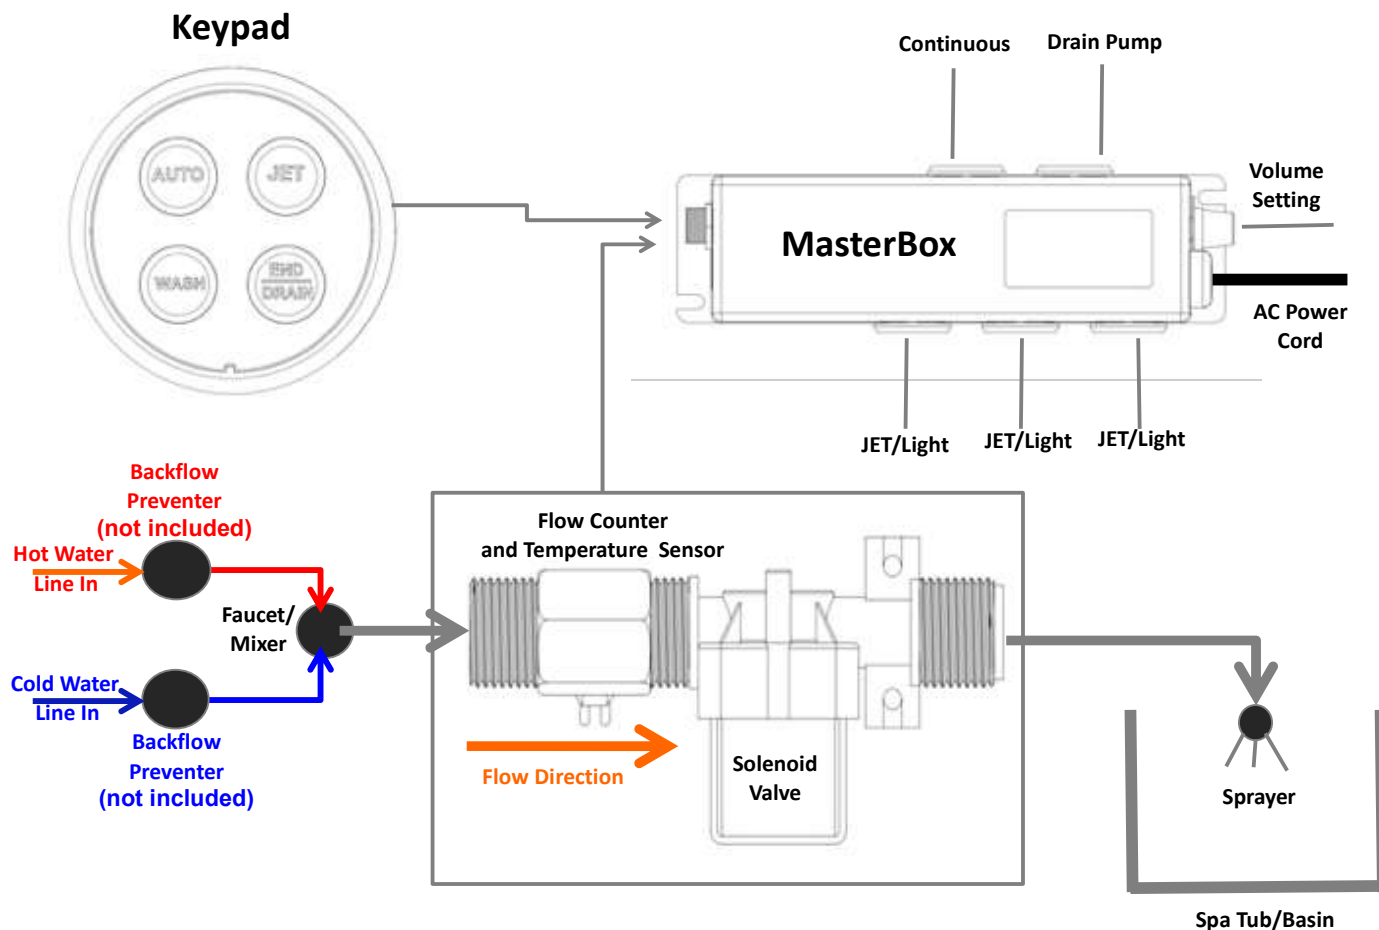 Keypad
AUTO
JET
WASH
END
DRAIN
Continuous
Drain Pump
Volume
Setting
MasterBox
AC Power
Cord
JET/Light
JET/Light
JET/Light
Backflow
Preventer
(not included)
Hot Water
Line In
Faucet/
Mixer
Cold Water
Line In
Backflow
Preventer
(not included)
Flow Counter
and Temperature Sensor
Flow Direction
Solenoid
Valve
Sprayer
Spa Tub/Basin